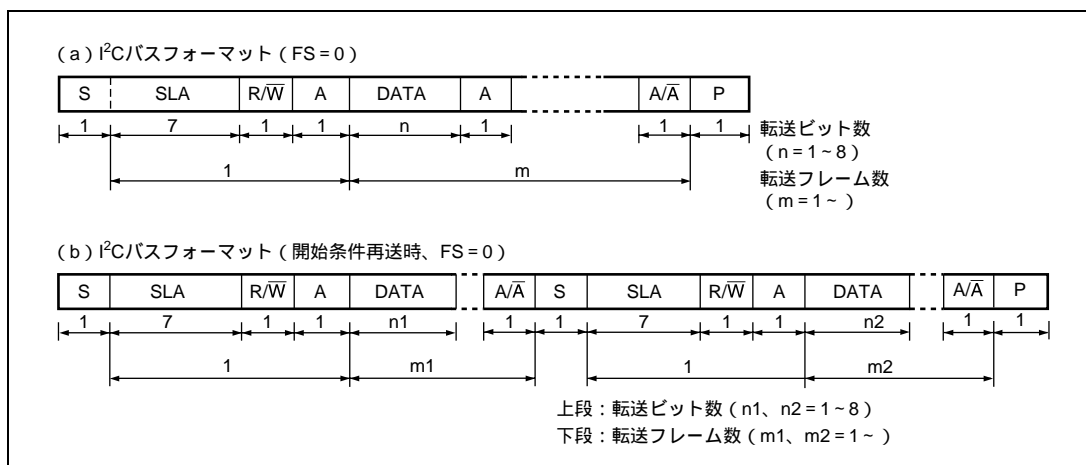 (a) I²Cバスフォーマット(FS=0)
S SLA R/W̅ A DATA A A/A̅ P
1 7 1 1 n 1 1 1
転送ビット数
(n=1~8)
1 m
転送フレーム数
(m=1~ )
(b) I²Cバスフォーマット(開始条件再送時、FS=0)
S SLA R/W̅ A DATA A/A̅ S SLA R/W̅ A DATA A/A̅ P
1 7 1 1 n1 1 1 7 1 1 n2 1 1
1 m1 1 m2
上段:転送ビット数(n1、n2=1~8)
下段:転送フレーム数(m1、m2=1~ )